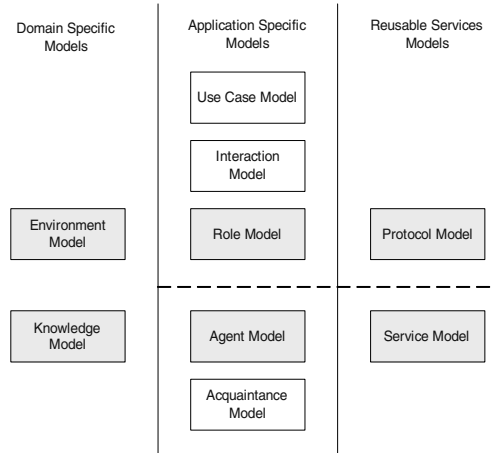 Domain Specific
Models
Application Specific
Models
Reusable Services
Models
Use Case Model
Interaction
Model
Environment
Model
Role Model
Protocol Model
Knowledge
Model
Agent Model
Service Model
Acquaintance
Model